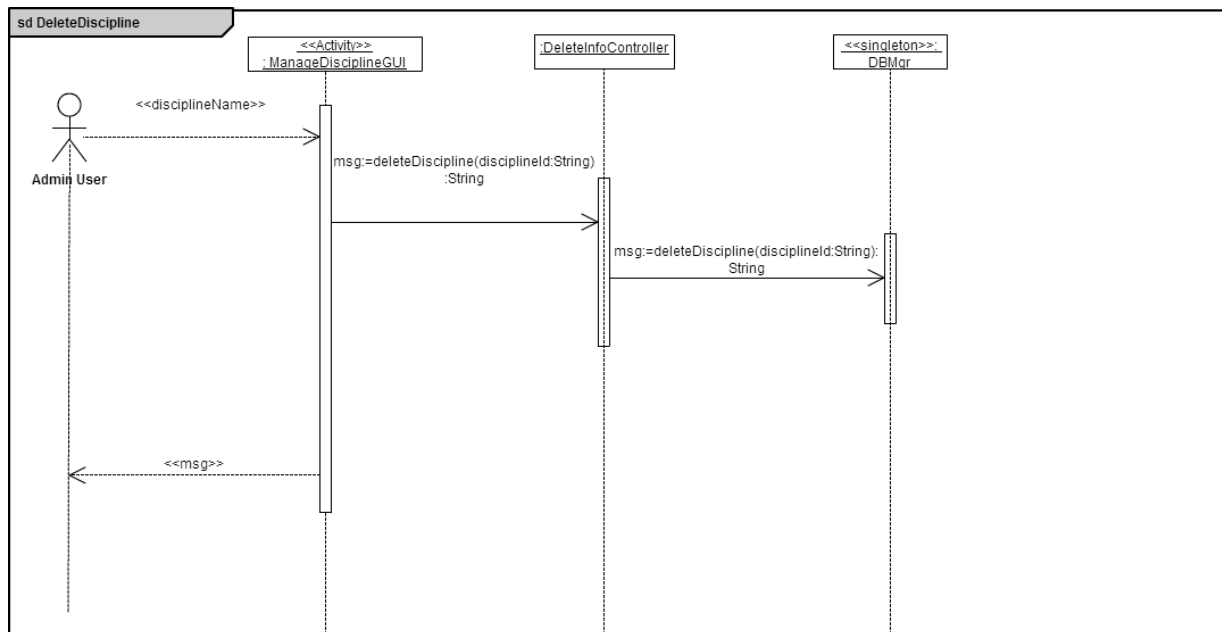 sd DeleteDiscipline
<<Activity>>
: ManageDisciplineGUI
:DeleteInfoController
<<singleton>>:
DBMgr
<<disciplineName>>
Admin User
msg:=deleteDiscipline(disciplineId:String)
:String
msg:=deleteDiscipline(disciplineId:String):
String
<<msg>>